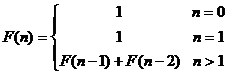 F(n) = { 1 n = 0
1 n = 1
F(n−1)+F(n−2) n > 1